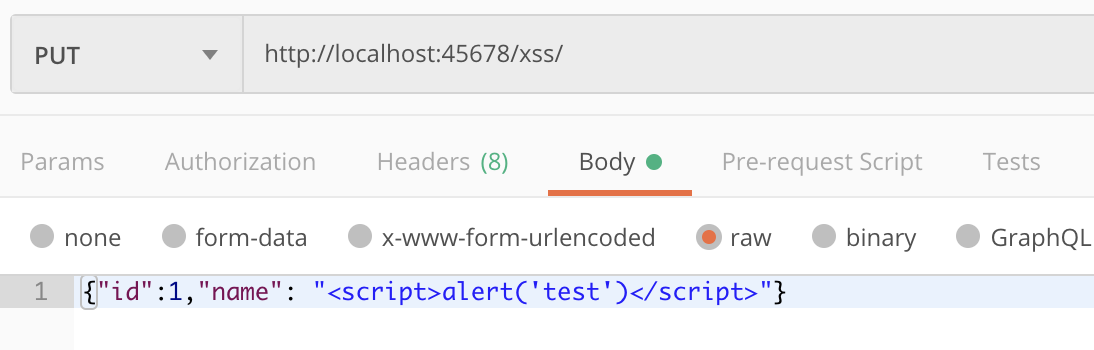 PUT http://localhost:45678/xss/
Params Authorization Headers (8) Body Pre-request Script Tests
none form-data x-www-form-urlencoded raw binary GraphQL
1 {"id":1,"name": "<script>alert('test')</script>"}